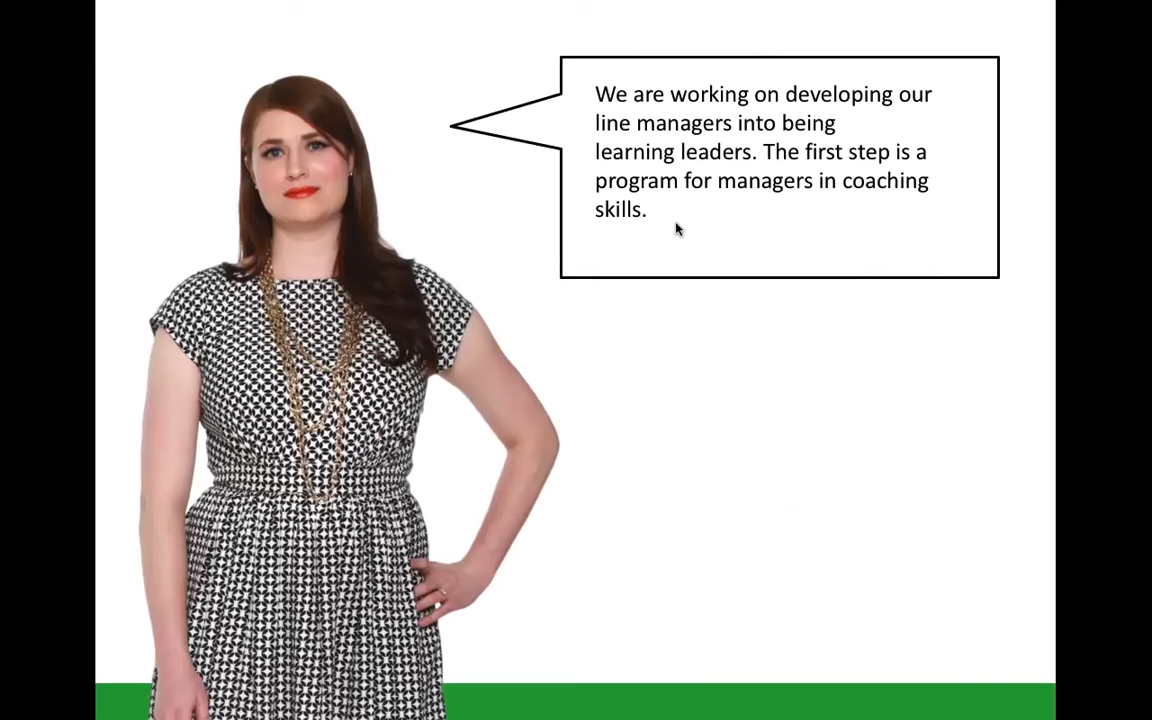 We are working on developing our
line managers into being
learning leaders. The first step is a
program for managers in coaching
skills.